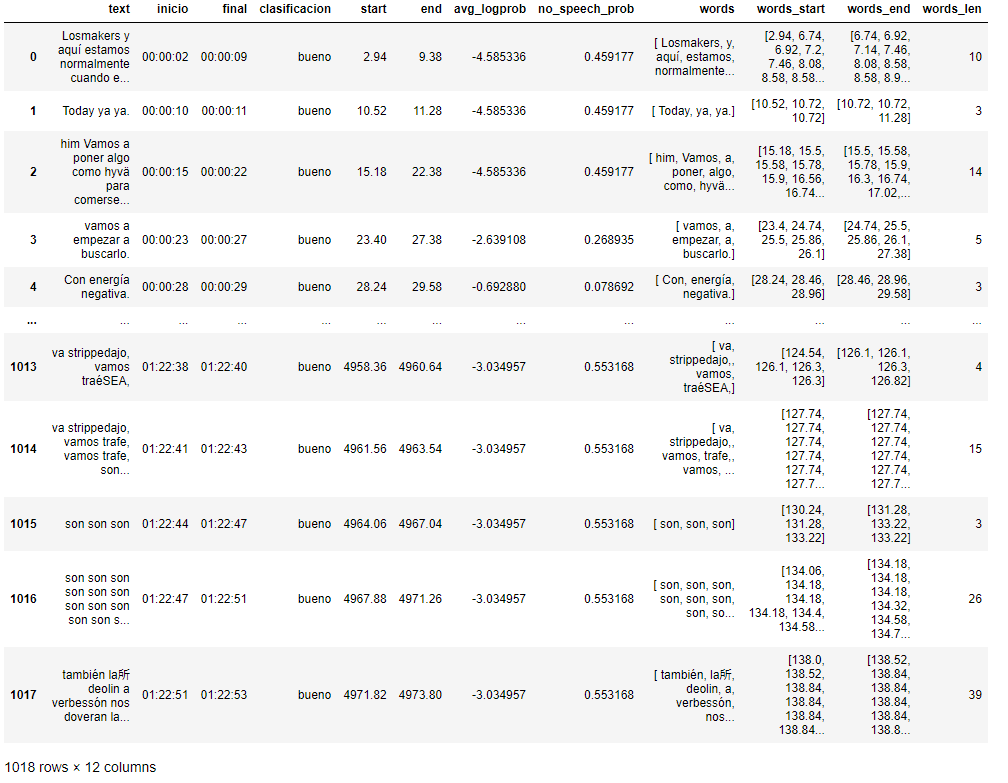 text inicio final clasificacion start end avg_logprob no_speech_prob words words_start words_end words_len
0 Losmakers y aquí estamos normalmente cuando e... 00:00:02 00:00:09 bueno 2.94 9.38 -4.585336 0.459177 [ Losmakers, y, aquí, estamos, normalmente... [2.94, 6.74, 6.92, 7.2, 7.46, 8.08, 8.58, 8.58... [6.74, 6.92, 7.14, 7.46, 8.08, 8.58, 8.58, 8.9... 10
1 Today ya ya. 00:00:10 00:00:11 bueno 10.52 11.28 -4.585336 0.459177 [ Today, ya, ya.] [10.52, 10.72, 10.72] [10.72, 10.72, 11.28] 3
2 him Vamos a poner algo como hyvä para comerse... 00:00:15 00:00:22 bueno 15.18 22.38 -4.585336 0.459177 [ him, Vamos, a, poner, algo, como, hyvä... [15.18, 15.5, 15.58, 15.78, 15.9, 16.56, 16.74... [15.5, 15.58, 15.78, 15.9, 16.3, 16.74, 17.02,... 14
3 vamos a empezar a buscarlo. 00:00:23 00:00:27 bueno 23.40 27.38 -2.639108 0.268935 [ vamos, a, empezar, a, buscarlo.] [23.4, 24.74, 25.5, 25.86, 26.1] [24.74, 25.5, 25.86, 26.1, 27.38] 5
4 Con energía negativa. 00:00:28 00:00:29 bueno 28.24 29.58 -0.692880 0.078692 [ Con, energía, negativa.] [28.24, 28.46, 28.96] [28.46, 28.96, 29.58] 3
... ... ... ... ... ... ... ... ... ... ... ... ...
1013 va strippedajo, vamos traéSEA, 01:22:38 01:22:40 bueno 4958.36 4960.64 -3.034957 0.553168 [ va, strippedajo, vamos, traéSEA,] [124.54, 126.1, 126.3, 126.3] [126.1, 126.1, 126.3, 126.82] 4
1014 va strippedajo, vamos trafe, vamos trafe, son... 01:22:41 01:22:43 bueno 4961.56 4963.54 -3.034957 0.553168 [ va, strippedajo,, vamos, trafe,, vamos, ... [127.74, 127.74, 127.74, 127.74, 127.74, 127.7... [127.74, 127.74, 127.74, 127.74, 127.74, 127.7... 15
1015 son son son 01:22:44 01:22:47 bueno 4964.06 4967.04 -3.034957 0.553168 [ son, son, son] [130.24, 131.28, 133.22] [131.28, 133.22, 133.22] 3
1016 son son son son son son son son son son son s... 01:22:47 01:22:51 bueno 4967.88 4971.26 -3.034957 0.553168 [ son, son, son, son, son, son, son, so... [134.06, 134.18, 134.18, 134.18, 134.4, 134.58... [134.18, 134.18, 134.18, 134.32, 134.58, 134.7... 26
1017 también la所 deolin a verbessón nos doveran la... 01:22:51 01:22:53 bueno 4971.82 4973.80 -3.034957 0.553168 [ también, la所, deolin, a, verbessón, nos... [138.0, 138.52, 138.84, 138.84, 138.84, 138.84... [138.52, 138.84, 138.84, 138.84, 138.84, 138.8... 39
1018 rows × 12 columns